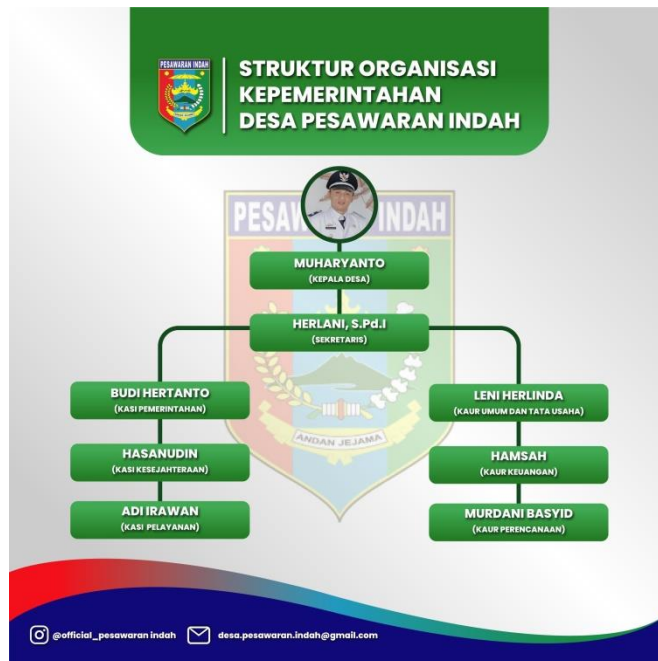 PESAWARAN INDAH
STRUKTUR ORGANISASI
KEPEMERINTAHAN
DESA PESAWARAN INDAH
MUHARYANTO
(KEPALA DESA)
HERLANI, S.Pd.I
(SEKRETARIS)
BUDI HERTANTO
(KASI PEMERINTAHAN)
HASANUDIN
(KASI KESEJAHTERAAN)
ADI IRAWAN
(KASI PELAYANAN)
LENI HERLINDA
(KAUR UMUM DAN TATA USAHA)
HAMSAH
(KAUR KEUANGAN)
MURDANI BASYID
(KAUR PERENCANAAN)
ANDAN JEJAMA
@official_pesawaran indah
desa.pesawaran.indah@gmail.com